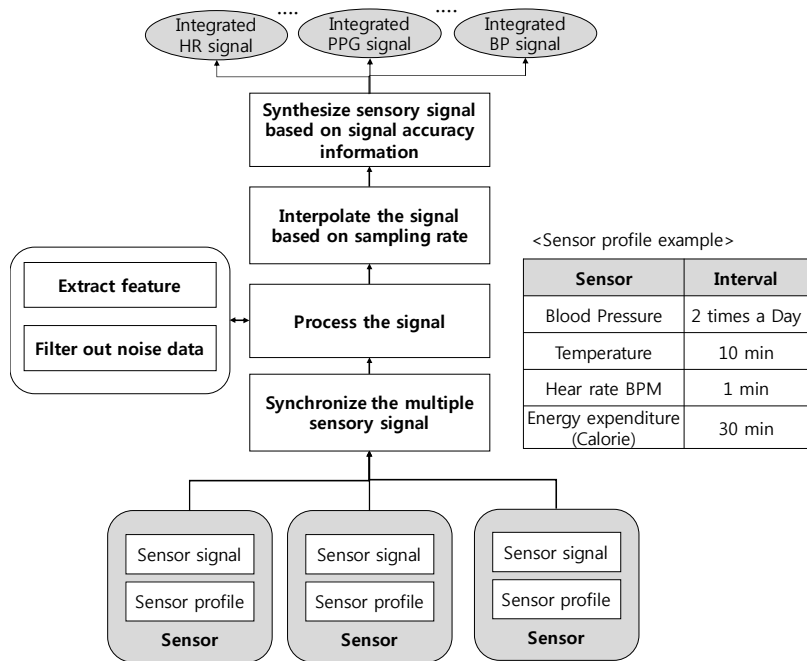 ....
....
Integrated
HR signal
Integrated
PPG signal
Integrated
BP signal
Synthesize sensory signal
based on signal accuracy
information
Interpolate the signal
based on sampling rate
Extract feature
Filter out noise data
Process the signal
Synchronize the multiple
sensory signal
<Sensor profile example>
Sensor Interval
Blood Pressure 2 times a Day
Temperature 10 min
Hear rate BPM 1 min
Energy expenditure
(Calorie) 30 min
Sensor signal
Sensor profile
Sensor
Sensor signal
Sensor profile
Sensor
Sensor signal
Sensor profile
Sensor